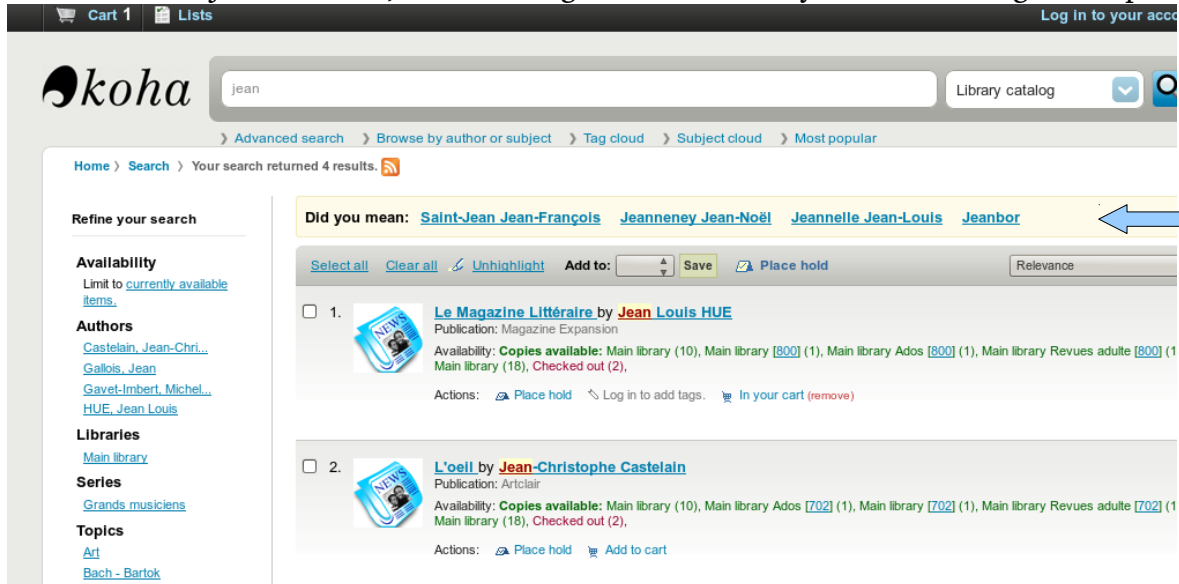 Cart 1 Lists Log in to your acco
koha
jean Library catalog
Advanced search Browse by author or subject Tag cloud Subject cloud Most popular
Home Search Your search returned 4 results.
Refine your search
Availability
Limit to currently available
items.
Authors
Castelain, Jean-Chri...
Gallois, Jean
Gavet-Imbert, Michel...
HUE, Jean Louis
Libraries
Main library
Series
Grands musiciens
Topics
Art
Bach - Bartok
Did you mean: Saint-Jean Jean-François Jeanneney Jean-Noël Jeannelle Jean-Louis Jeanbor
Select all Clear all Unhighlight Add to: Save Place hold Relevance
1. Le Magazine Littéraire by Jean Louis HUE
NEWS
Publication: Magazine Expansion
Availability: Copies available: Main library (10), Main library [800] (1), Main library Ados [800] (1), Main library Revues adulte [800] (1
Main library (18), Checked out (2),
Actions: Place hold Log in to add tags. In your cart (remove)
2. L'oeil by Jean-Christophe Castelain
NEWS
Publication: Artclair
Availability: Copies available: Main library (10), Main library Ados [702] (1), Main library [702] (1), Main library Revues adulte [702] (1
Main library (18), Checked out (2),
Actions: Place hold Add to cart